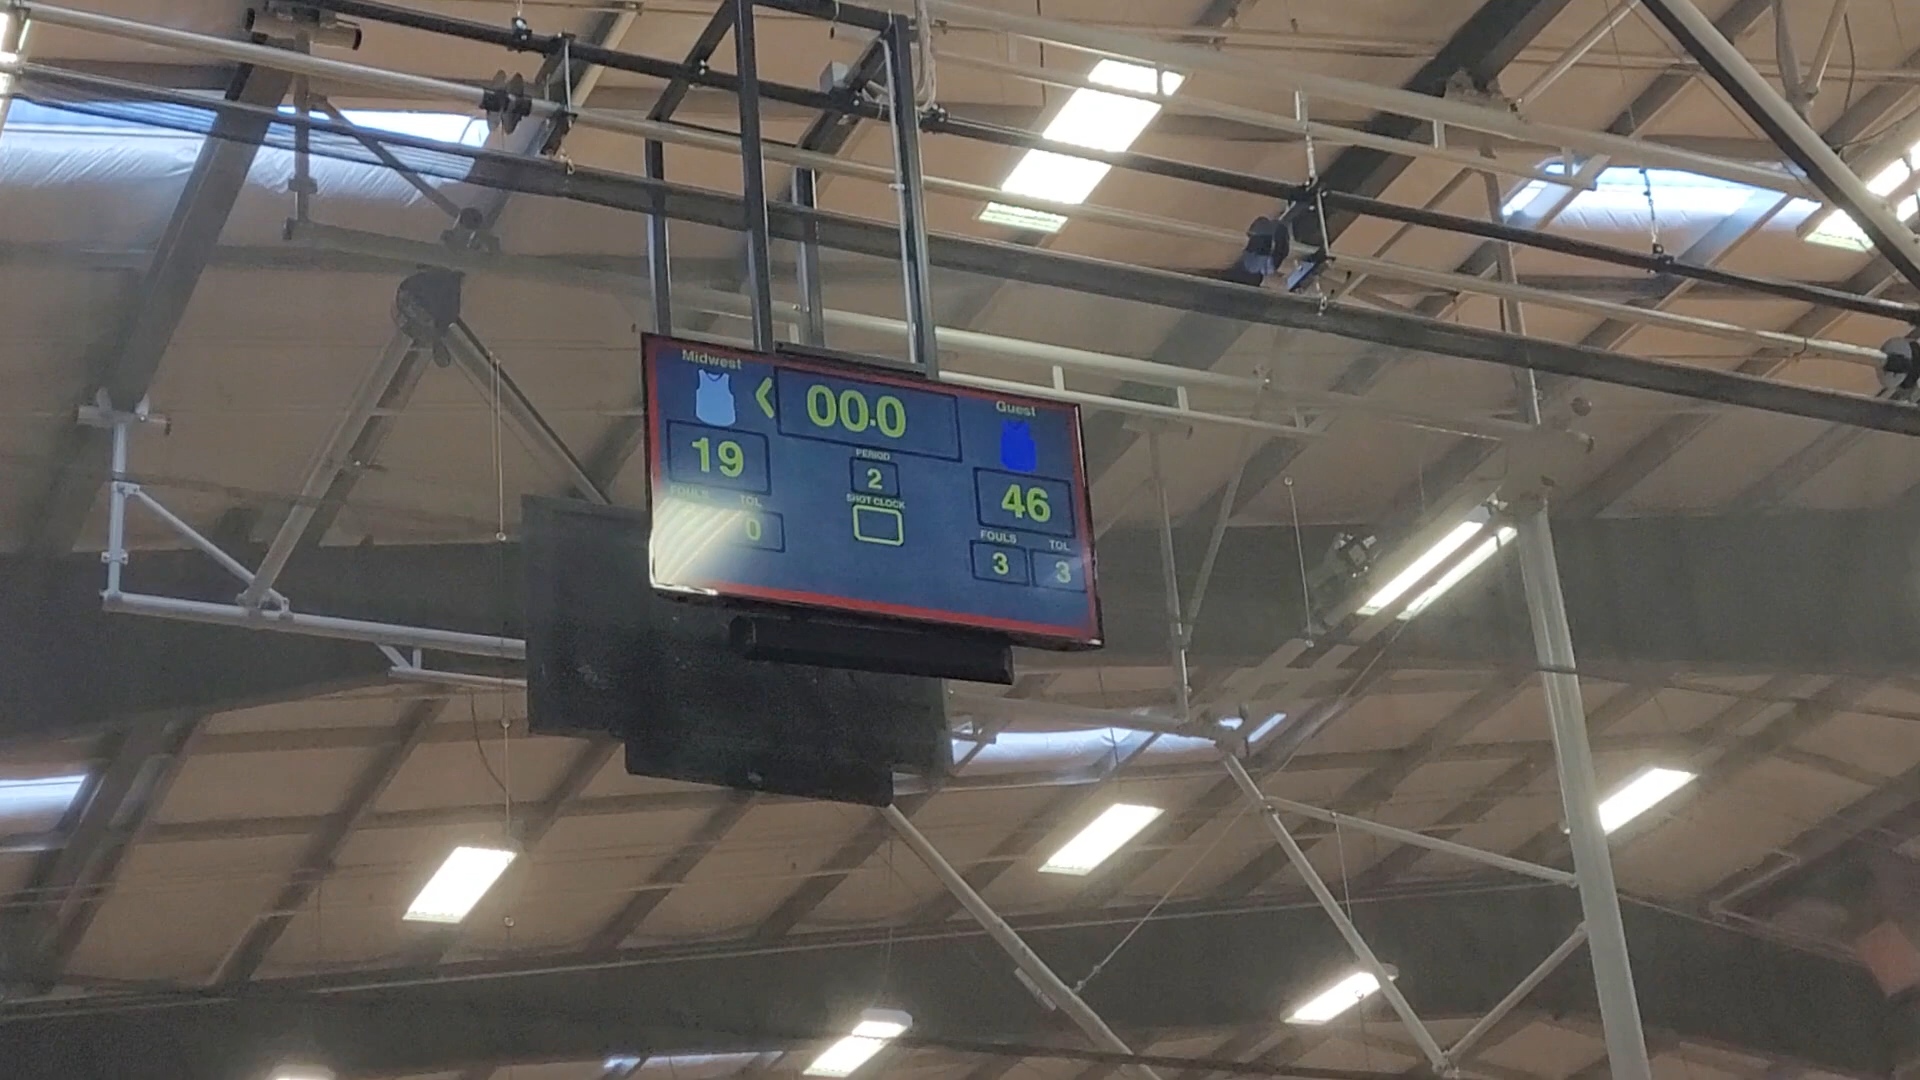 Midwest
< 00.0
Guest
19
PERIOD
2
46
FOULS TOL
0
SHOT CLOCK
FOULS TOL
3 3